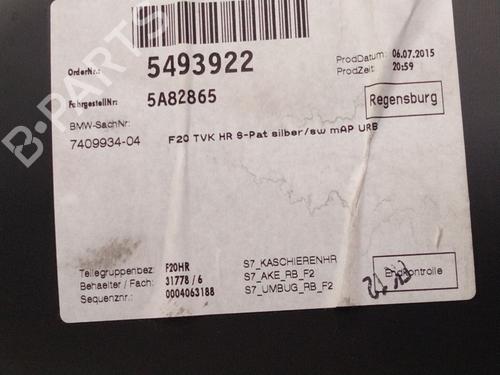 OrderNr.: 5493922
ProdDatum: 06.07.2015
ProdZeit: 20:59
FahrgestellNr: 5A82865
Regensburg
BMW-SachNr:
7409934-04
F20 TVK HR S-Pat silber/sw mAP URB
Teilegruppenbez: F20HR
Behaelter / Fach: 31778 / 6
Sequenznr.: 0004063188
S7_KASCHIERENHR
S7_AKE_RB_F2
S7_UMBUG_RB_F2
Endkontrolle
B-PARTS